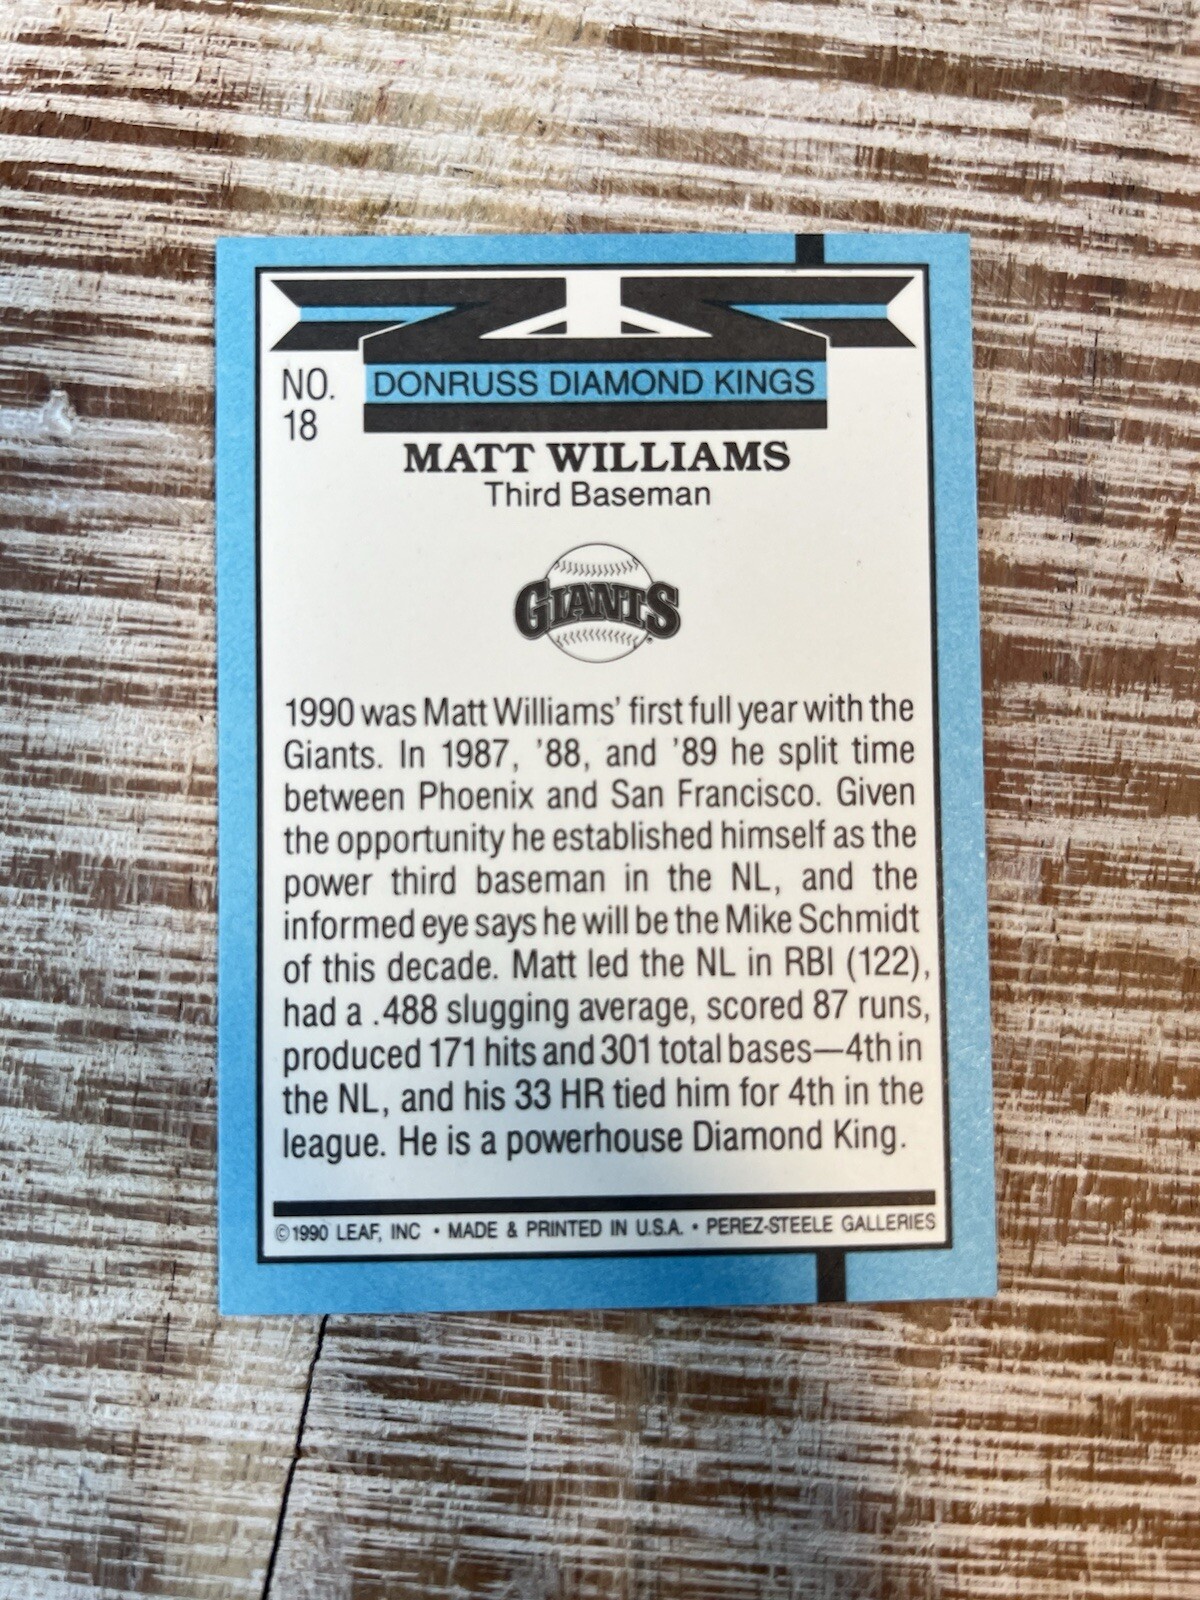 NO.
18
DONRUSS DIAMOND KINGS
MATT WILLIAMS
Third Baseman
GIANTS
1990 was Matt Williams' first full year with the
Giants. In 1987, '88, and '89 he split time
between Phoenix and San Francisco. Given
the opportunity he established himself as the
power third baseman in the NL, and the
informed eye says he will be the Mike Schmidt
of this decade. Matt led the NL in RBI (122),
had a .488 slugging average, scored 87 runs,
produced 171 hits and 301 total bases—4th in
the NL, and his 33 HR tied him for 4th in the
league. He is a powerhouse Diamond King.
©1990 LEAF, INC • MADE & PRINTED IN U.S.A. • PEREZ-STEELE GALLERIES